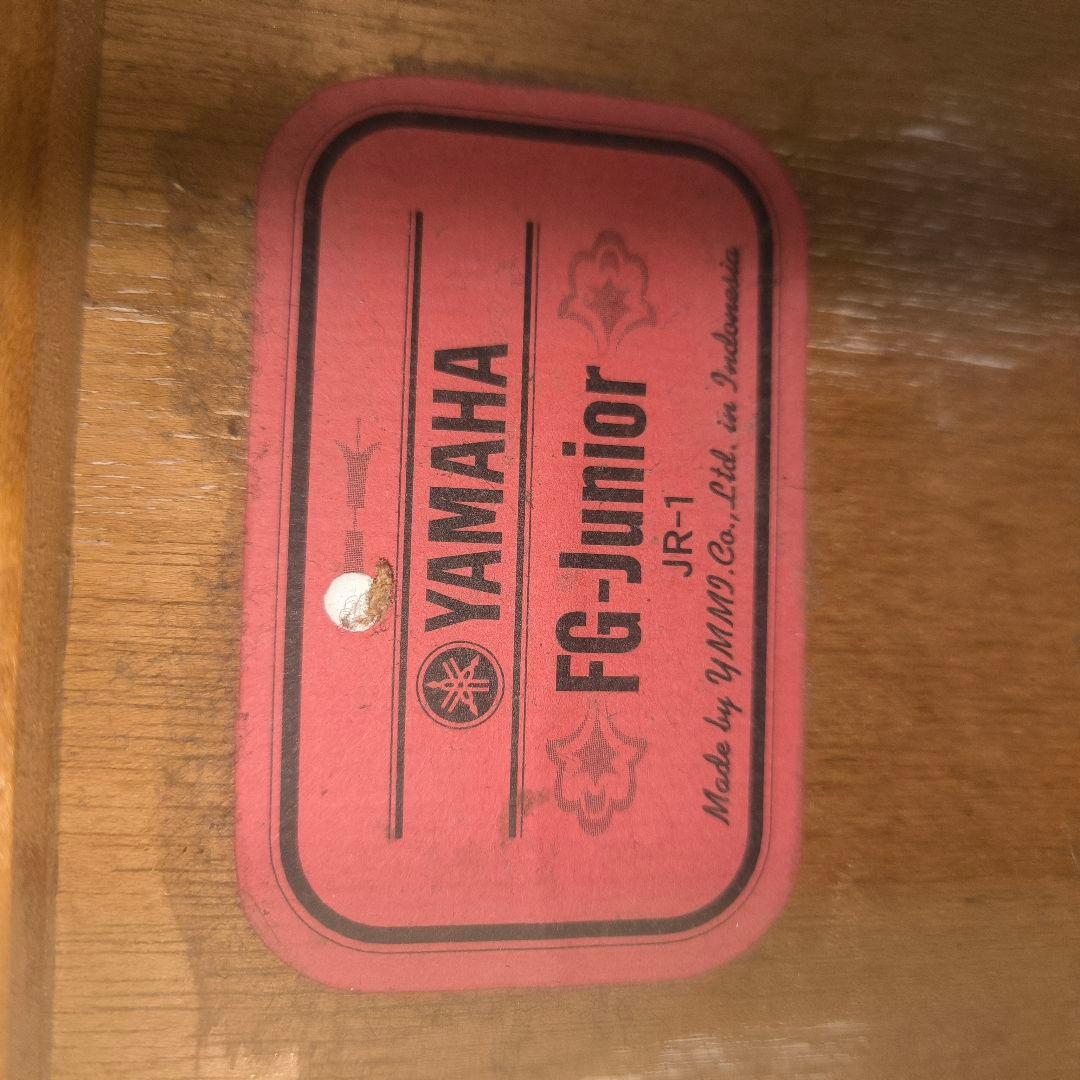 YAMAHA
FG-Junior
JR-1
Made by YMMI.Co.,Ltd. in Indonesia